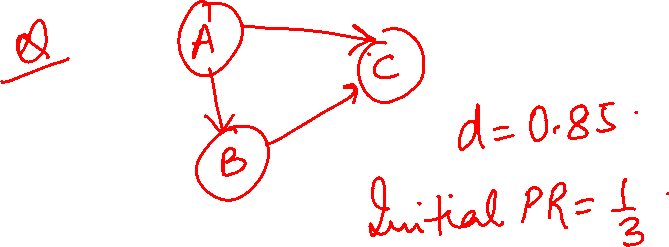 Q
A
C
B
d = 0.85.
Initial PR = 1/3.